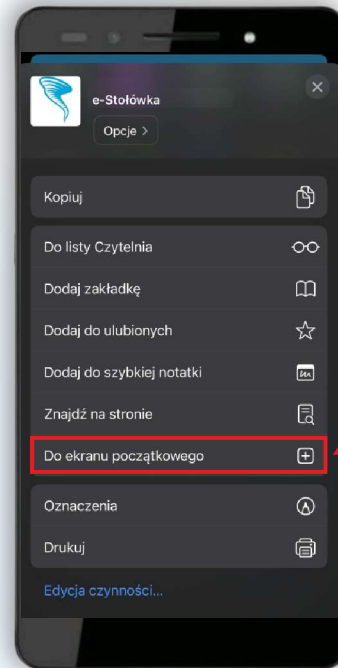 e-Stołówka
Opcje >
Kopiuj
Do listy Czytelnia
Dodaj zakładkę
Dodaj do ulubionych
Dodaj do szybkiej notatki
Znajdź na stronie
Do ekranu początkowego
Oznaczenia
Drukuj
Edycja czynności...